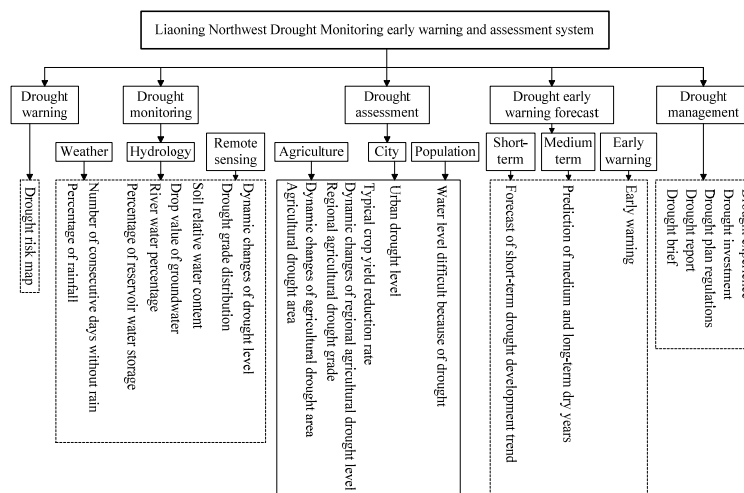 Liaoning Northwest Drought Monitoring early warning and assessment system
Drought
warning
Drought
monitoring
Drought
assessment
Drought early
warning forecast
Drought
management
Weather
Hydrology
Remote
sensing
Agriculture
City
Population
Short-
term
Medium
term
Early
warning
Drought risk map
Number of consecutive days without rain
Percentage of rainfall
Soil relative water content
Drop value of groundwater
River water percentage
Percentage of reservoir water storage
Dynamic changes of drought level
Drought grade distribution
Typical crop yield reduction rate
Dynamic changes of regional agricultural drought level
Regional agricultural drought grade
Dynamic changes of agricultural drought area
Agricultural drought area
Urban drought level
Water level difficult because of drought
Forecast of short-term drought development trend
Prediction of medium and long-term dry years
Early warning
Drought investment
Drought plan regulations
Drought report
Drought brief